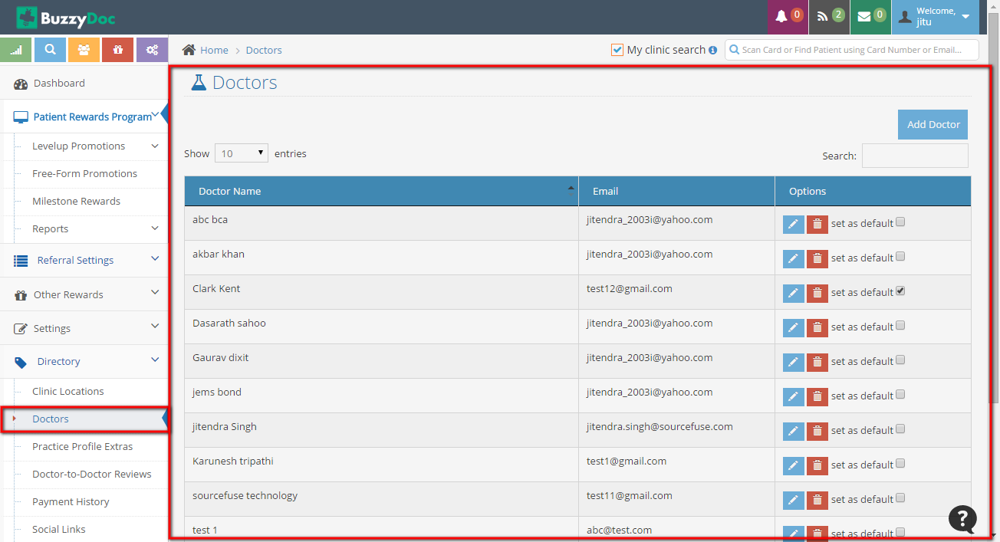 BuzzyDoc
0
2
0
Welcome,
jitu
Home > Doctors
My clinic search
Scan Card or Find Patient using Card Number or Email...
Dashboard
Patient Rewards Program
Levelup Promotions
Free-Form Promotions
Milestone Rewards
Reports
Referral Settings
Other Rewards
Settings
Directory
Clinic Locations
Doctors
Practice Profile Extras
Doctor-to-Doctor Reviews
Payment History
Social Links
Doctors
Add Doctor
Show 10 entries
Search:
Doctor Name Email Options
abc bca jitendra_2003i@yahoo.com set as default
akbar khan jitendra_2003i@yahoo.com set as default
Clark Kent test12@gmail.com set as default
Dasarath sahoo jitendra_2003i@yahoo.com set as default
Gaurav dixit jitendra_2003i@yahoo.com set as default
jems bond jitendra_2003i@yahoo.com set as default
jitendra Singh jitendra.singh@sourcefuse.com set as default
Karunesh tripathi test1@gmail.com set as default
sourcefuse technology test11@gmail.com set as default
test 1 abc@test.com set as default
?